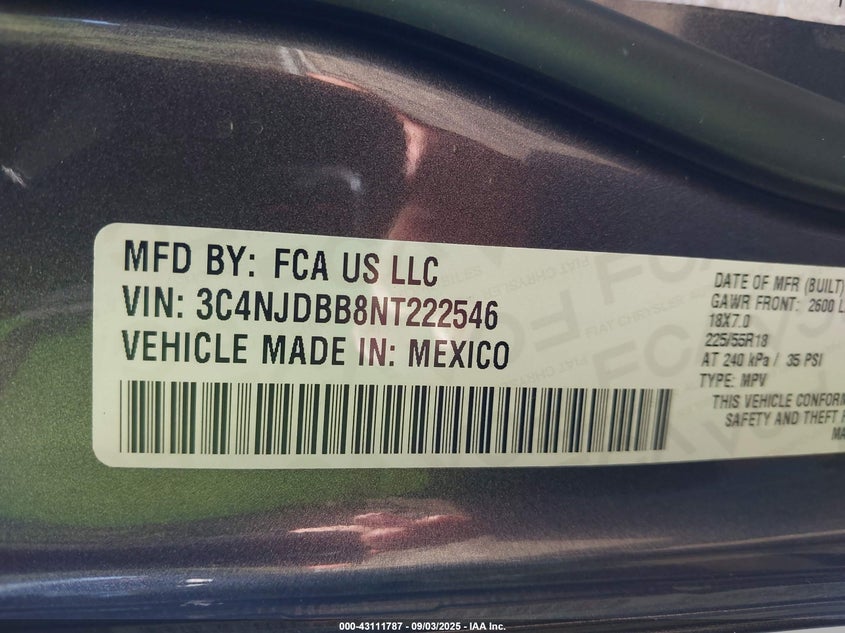 MFD BY: FCA US LLC
VIN: 3C4NJDBB8NT222546
VEHICLE MADE IN: MEXICO
DATE OF MFR (BUILT)
GAWR FRONT: 2600 L
18X7.0
225/55R18
AT 240 kPa / 35 PSI
TYPE: MPV
THIS VEHICLE CONFORM
SAFETY AND THEFT
MA
000-43111787 - 09/03/2025 - IAA Inc.